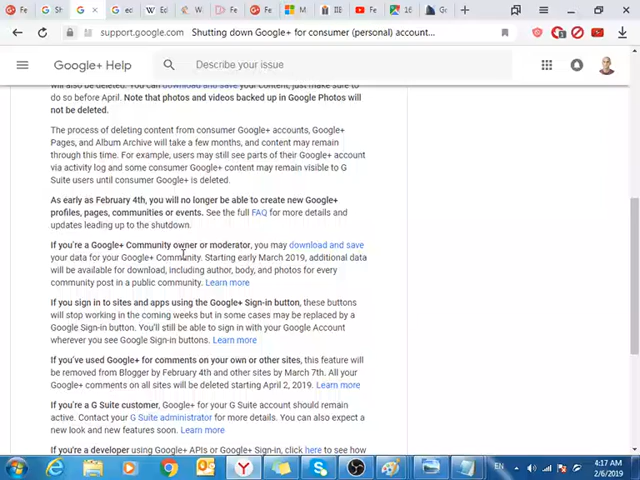 Fe
G Sh
G
G ec
W Ed
W.
Fe
G+ Fe
M
IIE
Fe
16
Gc
support.google.com Shutting down Google+ for consumer (personal) account...
Google+ Help
Describe your issue
will also be deleted. You can download and save your content, just make sure to
do so before April. Note that photos and videos backed up in Google Photos will
not be deleted.
The process of deleting content from consumer Google+ accounts, Google+
Pages, and Album Archive will take a few months, and content may remain
through this time. For example, users may still see parts of their Google+ account
via activity log and some consumer Google+ content may remain visible to G
Suite users until consumer Google+ is deleted.
As early as February 4th, you will no longer be able to create new Google+
profiles, pages, communities or events. See the full FAQ for more details and
updates leading up to the shutdown.
If you're a Google+ Community owner or moderator, you may download and save
your data for your Google+ Community. Starting early March 2019, additional data
will be available for download, including author, body, and photos for every
community post in a public community. Learn more
If you sign in to sites and apps using the Google+ Sign-in button, these buttons
will stop working in the coming weeks but in some cases may be replaced by a
Google Sign-in button. You'll still be able to sign in with your Google Account
wherever you see Google Sign-in buttons. Learn more
If you've used Google+ for comments on your own or other sites, this feature will
be removed from Blogger by February 4th and other sites by March 7th. All your
Google+ comments on all sites will be deleted starting April 2, 2019. Learn more
If you're a G Suite customer, Google+ for your G Suite account should remain
active. Contact your G Suite administrator for more details. You can also expect a
new look and new features soon. Learn more
If you're a developer using Google+ APIs or Google+ Sign-in, click here to see how
EN
4:17 AM
2/6/2019